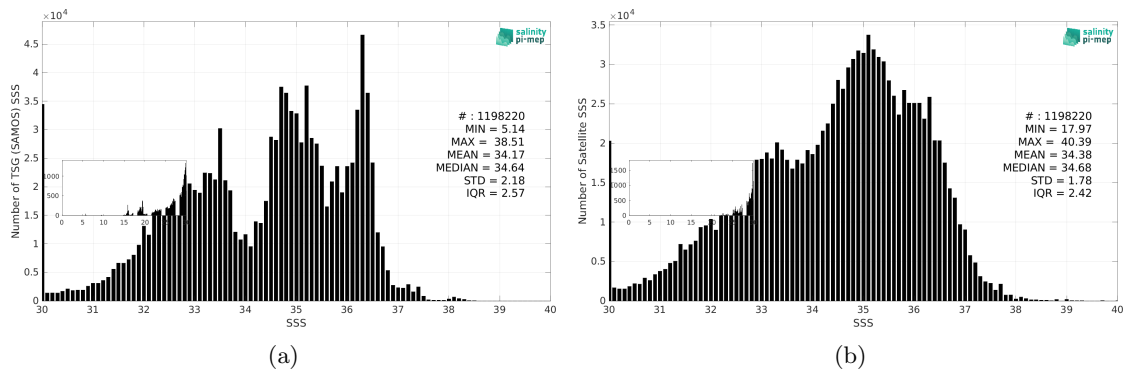 ×10⁴
4.5
4
3.5
3
2.5
2
1.5
1
0.5
0
Number of TSG (SAMOS) SSS
salinity
pi-mep
# : 1198220
MIN = 5.14
MAX = 38.51
MEAN = 34.17
MEDIAN = 34.64
STD = 2.18
IQR = 2.57
1000
500
0
0 5 10 15 20
30 31 32 33 34 35 36 37 38 39 40
SSS
(a)
×10⁴
3.5
3
2.5
2
1.5
1
0.5
0
Number of Satellite SSS
salinity
pi-mep
# : 1198220
MIN = 17.97
MAX = 40.39
MEAN = 34.38
MEDIAN = 34.68
STD = 1.78
IQR = 2.42
1500
1000
500
0
0 5 10 15 20
30 31 32 33 34 35 36 37 38 39 40
SSS
(b)